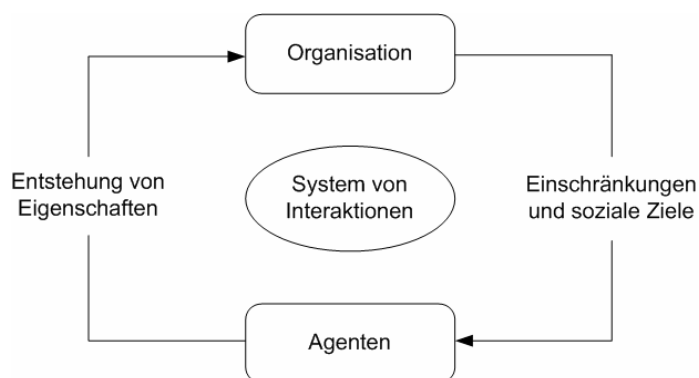 Organisation
Entstehung von
Eigenschaften
System von
Interaktionen
Einschränkungen
und soziale Ziele
Agenten